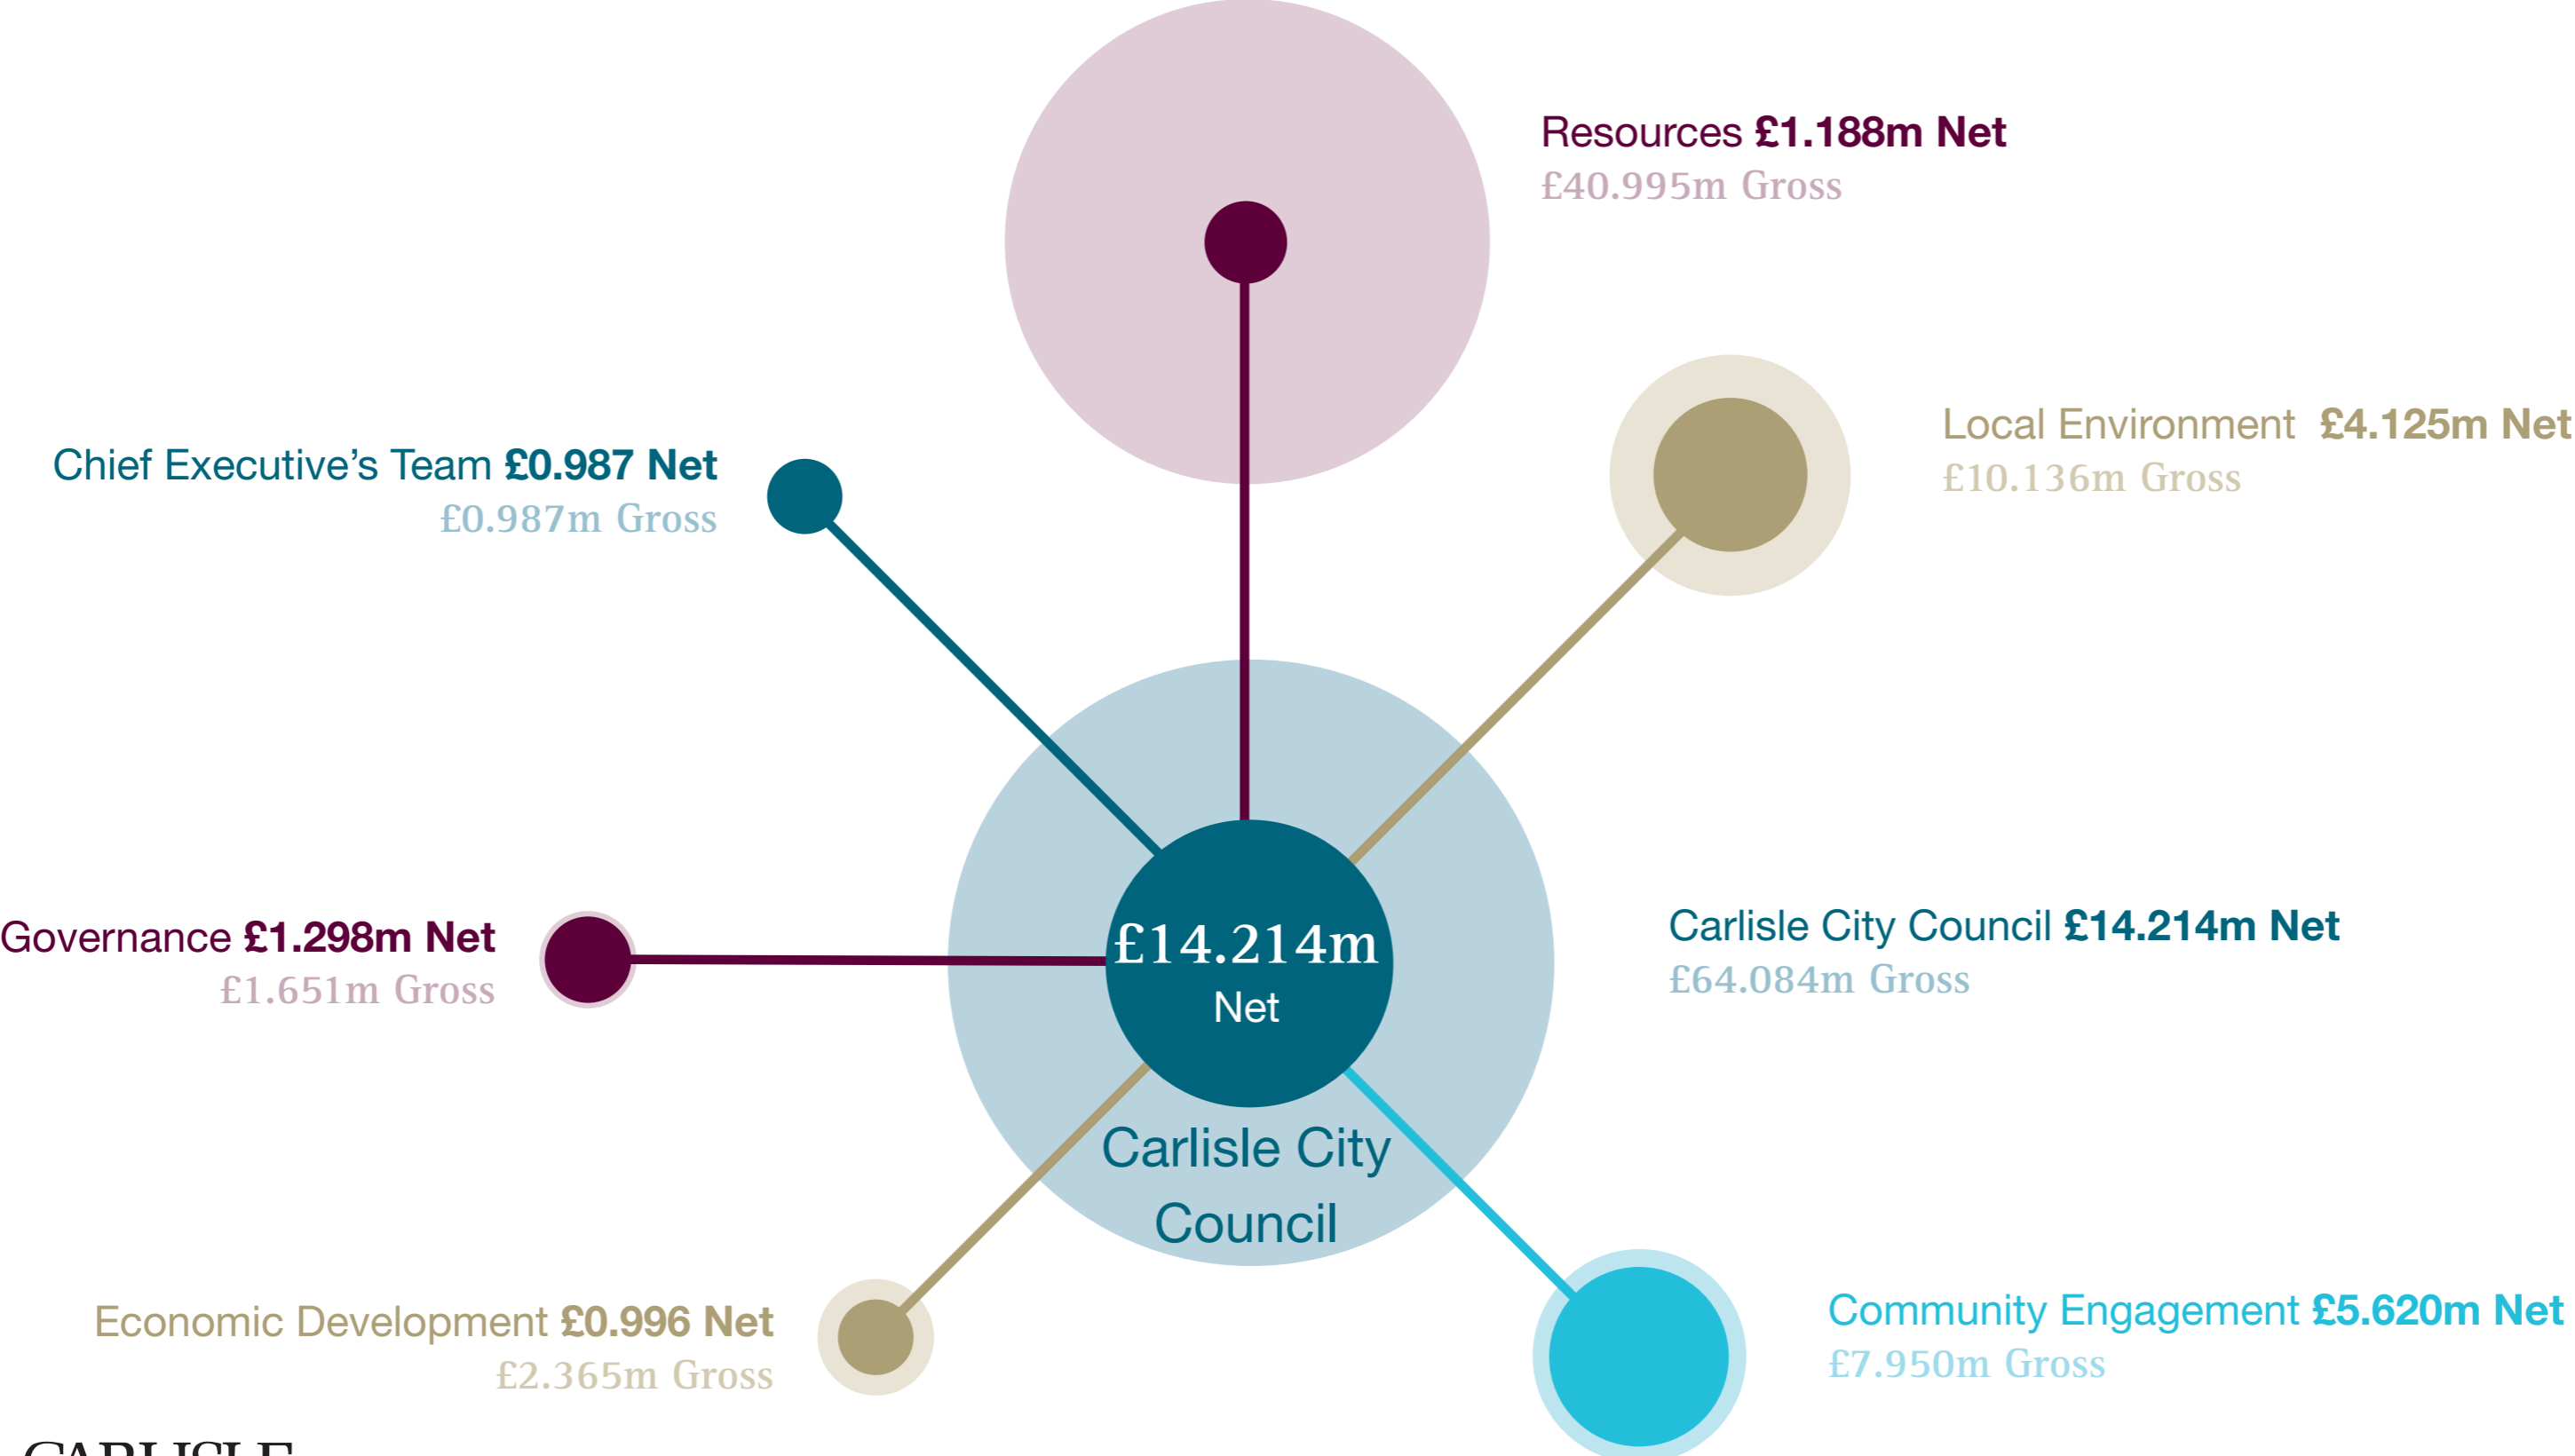 Resources £1.188m Net
£40.995m Gross
Local Environment £4.125m Net
£10.136m Gross
Chief Executive’s Team £0.987 Net
£0.987m Gross
Governance £1.298m Net
£1.651m Gross
£14.214m
Net
Carlisle City
Council
Carlisle City Council £14.214m Net
£64.084m Gross
Economic Development £0.996 Net
£2.365m Gross
Community Engagement £5.620m Net
£7.950m Gross
CARLISLE